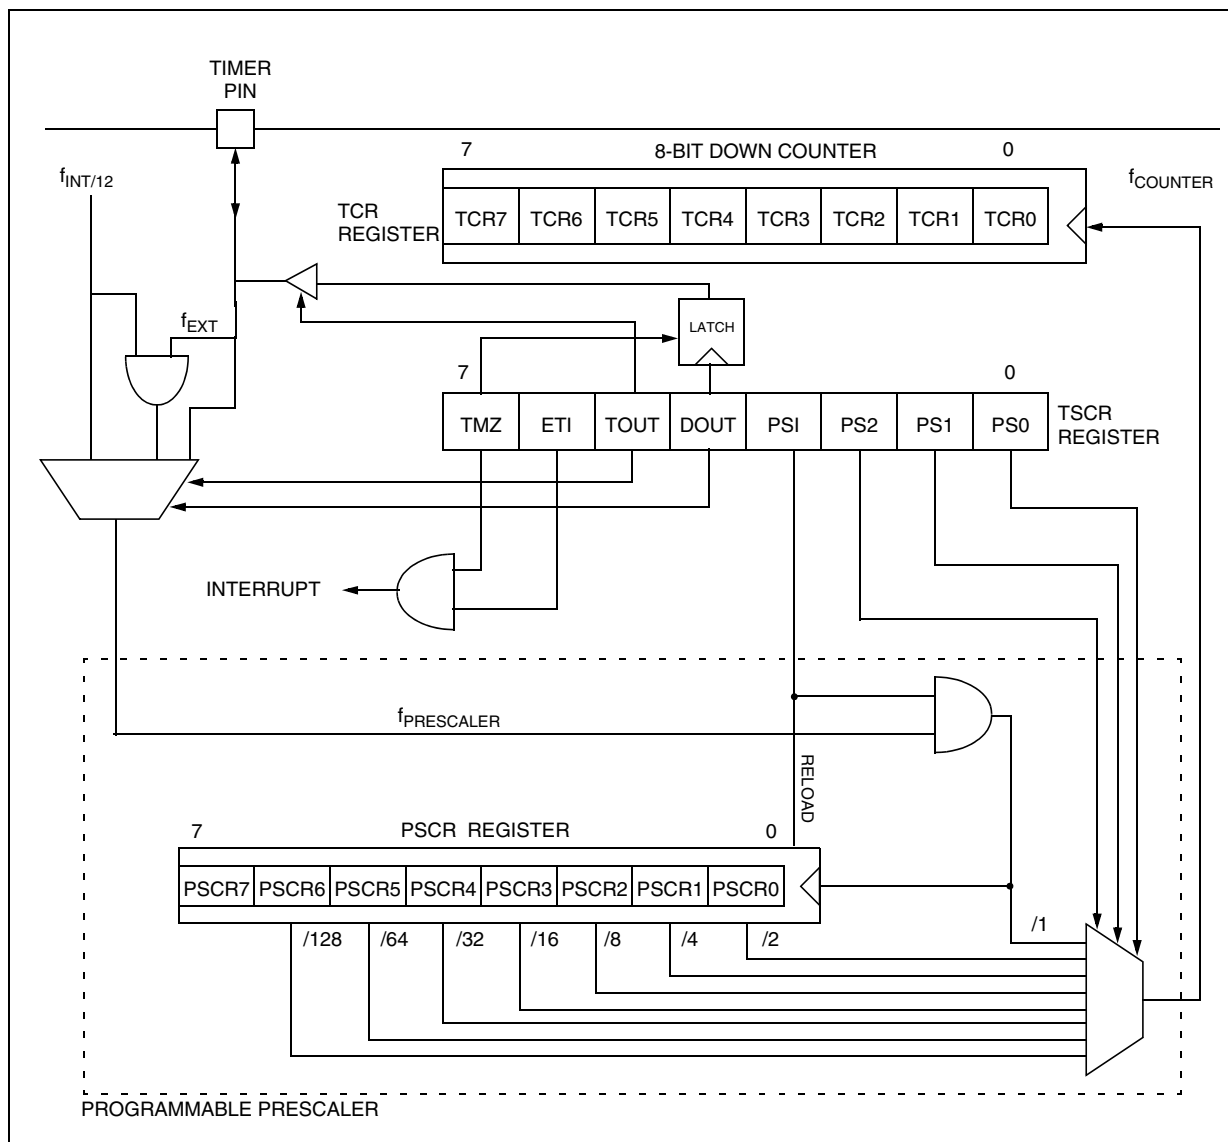 TIMER
PIN
7 8-BIT DOWN COUNTER 0
fINT/12
fCOUNTER
TCR
REGISTER
TCR7 TCR6 TCR5 TCR4 TCR3 TCR2 TCR1 TCR0
fEXT
LATCH
7 0
TMZ ETI TOUT DOUT PSI PS2 PS1 PS0
TSCR
REGISTER
INTERRUPT
fPRESCALER
RELOAD
7 PSCR REGISTER 0
PSCR7 PSCR6 PSCR5 PSCR4 PSCR3 PSCR2 PSCR1 PSCR0
/128 /64 /32 /16 /8 /4 /2 /1
PROGRAMMABLE PRESCALER